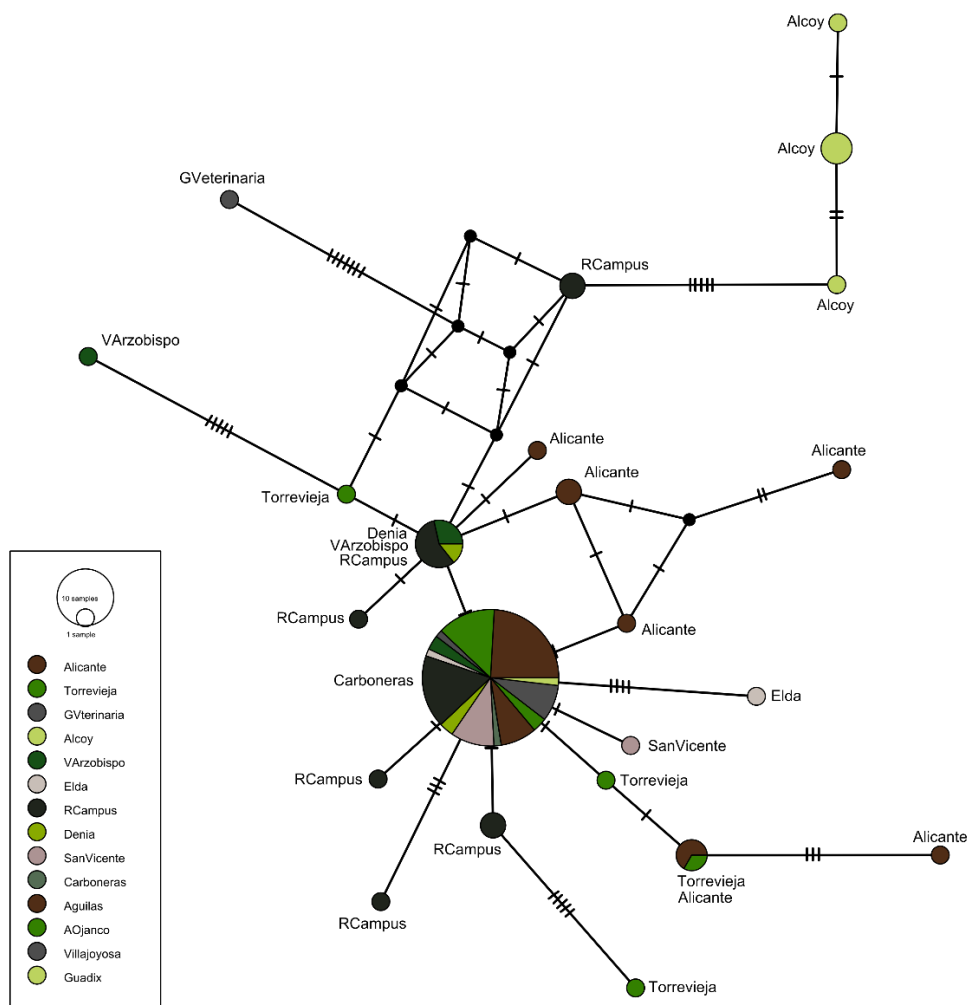 Alcoy
Alcoy
GVeterinaria
RCampus
Alcoy
VArzobispo
Alicante
Alicante
Alicante
Torrevieja
Denia
VArzobispo
RCampus
RCampus
Alicante
Carboneras
Elda
SanVicente
RCampus
Torrevieja
RCampus
Torrevieja
Alicante
Alicante
RCampus
Torrevieja
10 samples
1 sample
Alicante
Torrevieja
GVterinaria
Alcoy
VArzobispo
Elda
RCampus
Denia
SanVicente
Carboneras
Aguilas
AOjanco
Villajoyosa
Guadix